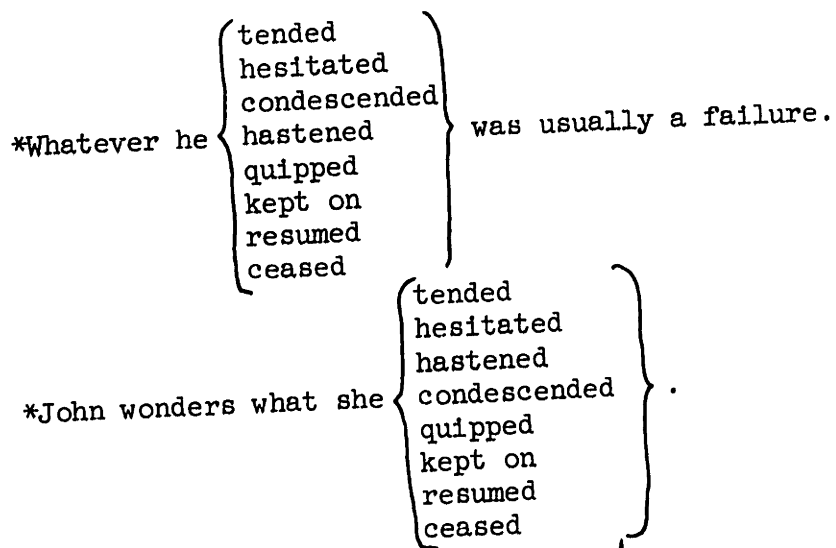 tended
hesitated
condescended
*Whatever he hastened was usually a failure.
quipped
kept on
resumed
ceased
tended
hesitated
hastened
*John wonders what she condescended .
quipped
kept on
resumed
ceased